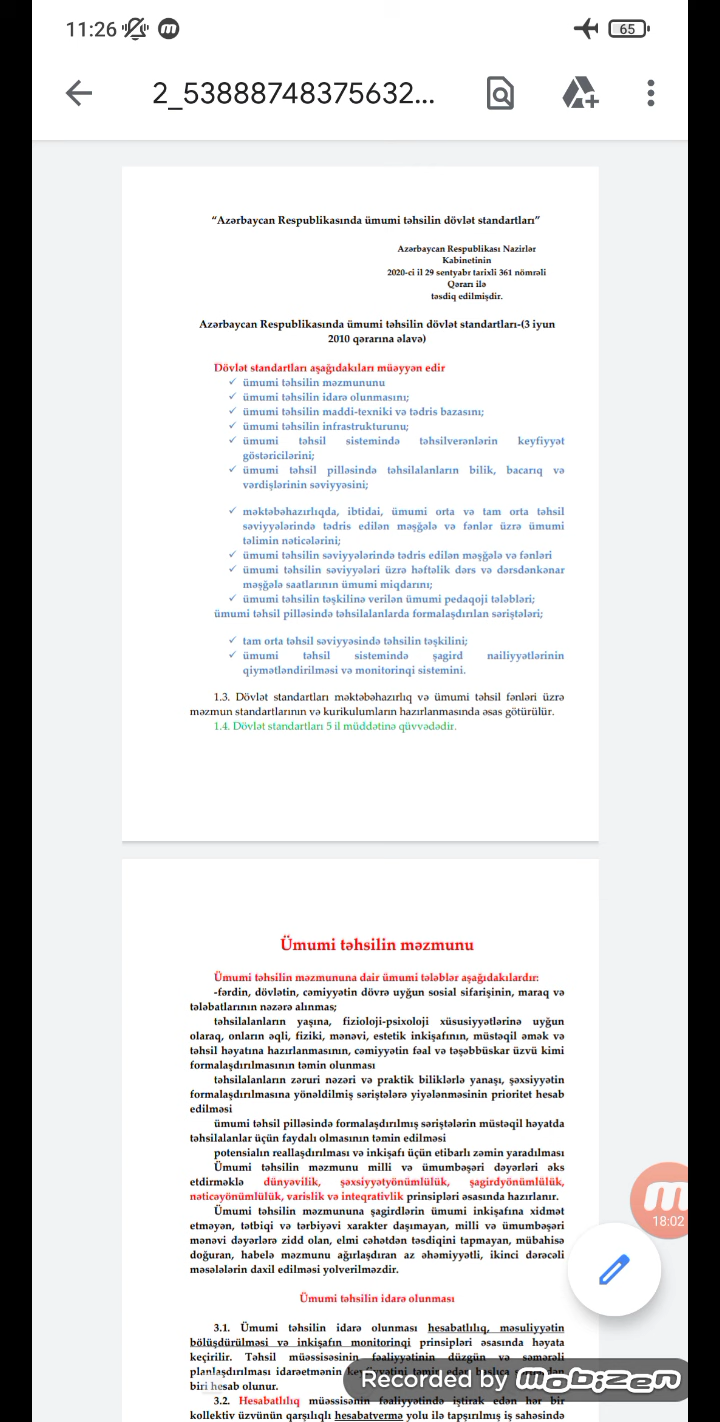 11:26
65
2_53888748375632...
“Azərbaycan Respublikasında ümumi təhsilin dövlət standartları”
Azərbaycan Respublikası Nazirlər
Kabinetinin
2020-ci il 29 sentyabr tarixli 361 nömrəli
Qərarı ilə
təsdiq edilmişdir.
Azərbaycan Respublikasında ümumi təhsilin dövlət standartları-(3 iyun
2010 qərarına əlavə)
Dövlət standartları aşağıdakıları müəyyən edir
✓ ümumi təhsilin məzmununu
✓ ümumi təhsilin idarə olunmasını;
✓ ümumi təhsilin maddi-texniki və tədris bazasını;
✓ ümumi təhsilin infrastrukturunu;
✓ ümumi təhsil sistemində təhsilverənlərin keyfiyyət
göstəricilərini;
✓ ümumi təhsil pilləsində təhsilalanların bilik, bacarıq və
vərdişlərinin səviyyəsini;
✓ məktəbəhazırlıqda, ibtidai, ümumi orta və tam orta təhsil
səviyyələrində tədris edilən məşğələ və fənlər üzrə ümumi
təlimin nəticələrini;
✓ ümumi təhsilin səviyyələrində tədris edilən məşğələ və fənləri
✓ ümumi təhsilin səviyyələri üzrə həftəlik dərs və dərsdənkənar
məşğələ saatlarının ümumi miqdarını;
✓ ümumi təhsilin təşkilinə verilən ümumi pedaqoji tələbləri;
ümumi təhsil pilləsində təhsilalanlarda formalaşdırılan səriştələri;
✓ tam orta təhsil səviyyəsində təhsilin təşkilini;
✓ ümumi təhsil sistemində şagird nailiyyətlərinin
qiymətləndirilməsi və monitorinqi sistemini.
1.3. Dövlət standartları məktəbəhazırlıq və ümumi təhsil fənləri üzrə
məzmun standartlarının və kurikulumların hazırlanmasında əsas götürülür.
1.4. Dövlət standartları 5 il müddətinə qüvvədədir.
Ümumi təhsilin məzmunu
Ümumi təhsilin məzmununa dair ümumi tələblər aşağıdakılardır:
-fərdin, dövlətin, cəmiyyətin dövrə uyğun sosial sifarişinin, maraq və
tələbatlarının nəzərə alınması;
təhsilalanların yaşına, fizioloji-psixoloji xüsusiyyətlərinə uyğun
olaraq, onların əqli, fiziki, mənəvi, estetik inkişafının, müstəqil əmək və
təhsil həyatına hazırlanmasının, cəmiyyətin fəal və təşəbbüskar üzvü kimi
formalaşdırılmasının təmin olunması
təhsilalanların zəruri nəzəri və praktik biliklərlə yanaşı, şəxsiyyətin
formalaşdırılmasına yönəldilmiş səriştələrə yiyələnməsinin prioritet hesab
edilməsi
ümumi təhsil pilləsində formalaşdırılmış səriştələrin müstəqil həyatda
təhsilalanlar üçün faydalı olmasının təmin edilməsi
potensialın reallaşdırılması və inkişafı üçün etibarlı zəmin yaradılması
Ümumi təhsilin məzmunu milli və ümumbəşəri dəyərləri əks
etdirməklə dünyəvilik, şəxsiyyətyönümlülük, şagirdyönümlülük,
nəticəyönümlülük, varislik və inteqrativlik prinsipləri əsasında hazırlanır.
Ümumi təhsilin məzmununa şagirdlərin ümumi inkişafına xidmət
etməyən, tətbiqi və tərbiyəvi xarakter daşımayan, milli və ümumbəşəri
mənəvi dəyərlərə zidd olan, elmi cəhətdən təsdiqini tapmayan, mübahisə
doğuran, habelə məzmunu ağırlaşdıran az əhəmiyyətli, ikinci dərəcəli
məsələlərin daxil edilməsi yolverilməzdir.
18:02
Ümumi təhsilin idarə olunması
3.1. Ümumi təhsilin idarə olunması hesabatlılıq, məsuliyyətin
bölüşdürülməsi və inkişafın monitorinqi prinsipləri əsasında həyata
keçirilir. Təhsil müəssisəsinin fəaliyyətinin düzgün və səmərəli
planlaşdırılması idarəetmənin
biri hesab olunur.
3.2. Hesabatlılıq müəssisənin fəaliyyətində iştirak edən hər bir
kollektiv üzvünün qarşılıqlı hesabatvermə yolu ilə tapşırılmış iş sahəsində
Recorded by mobizen